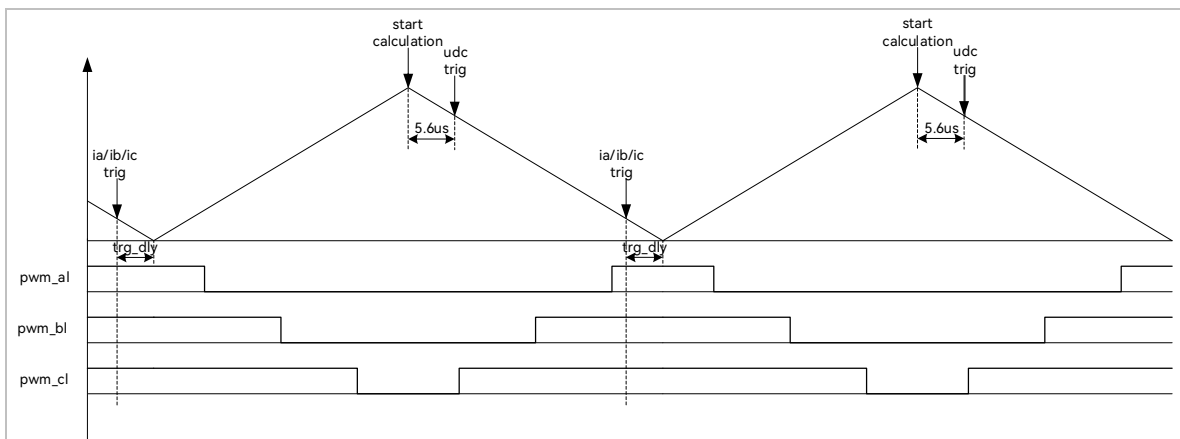 start
calculation
udc
trig
5.6us
start
calculation
udc
trig
5.6us
ia/ib/ic
trig
ia/ib/ic
trig
trg_dly
trg_dly
pwm_al
pwm_bl
pwm_cl